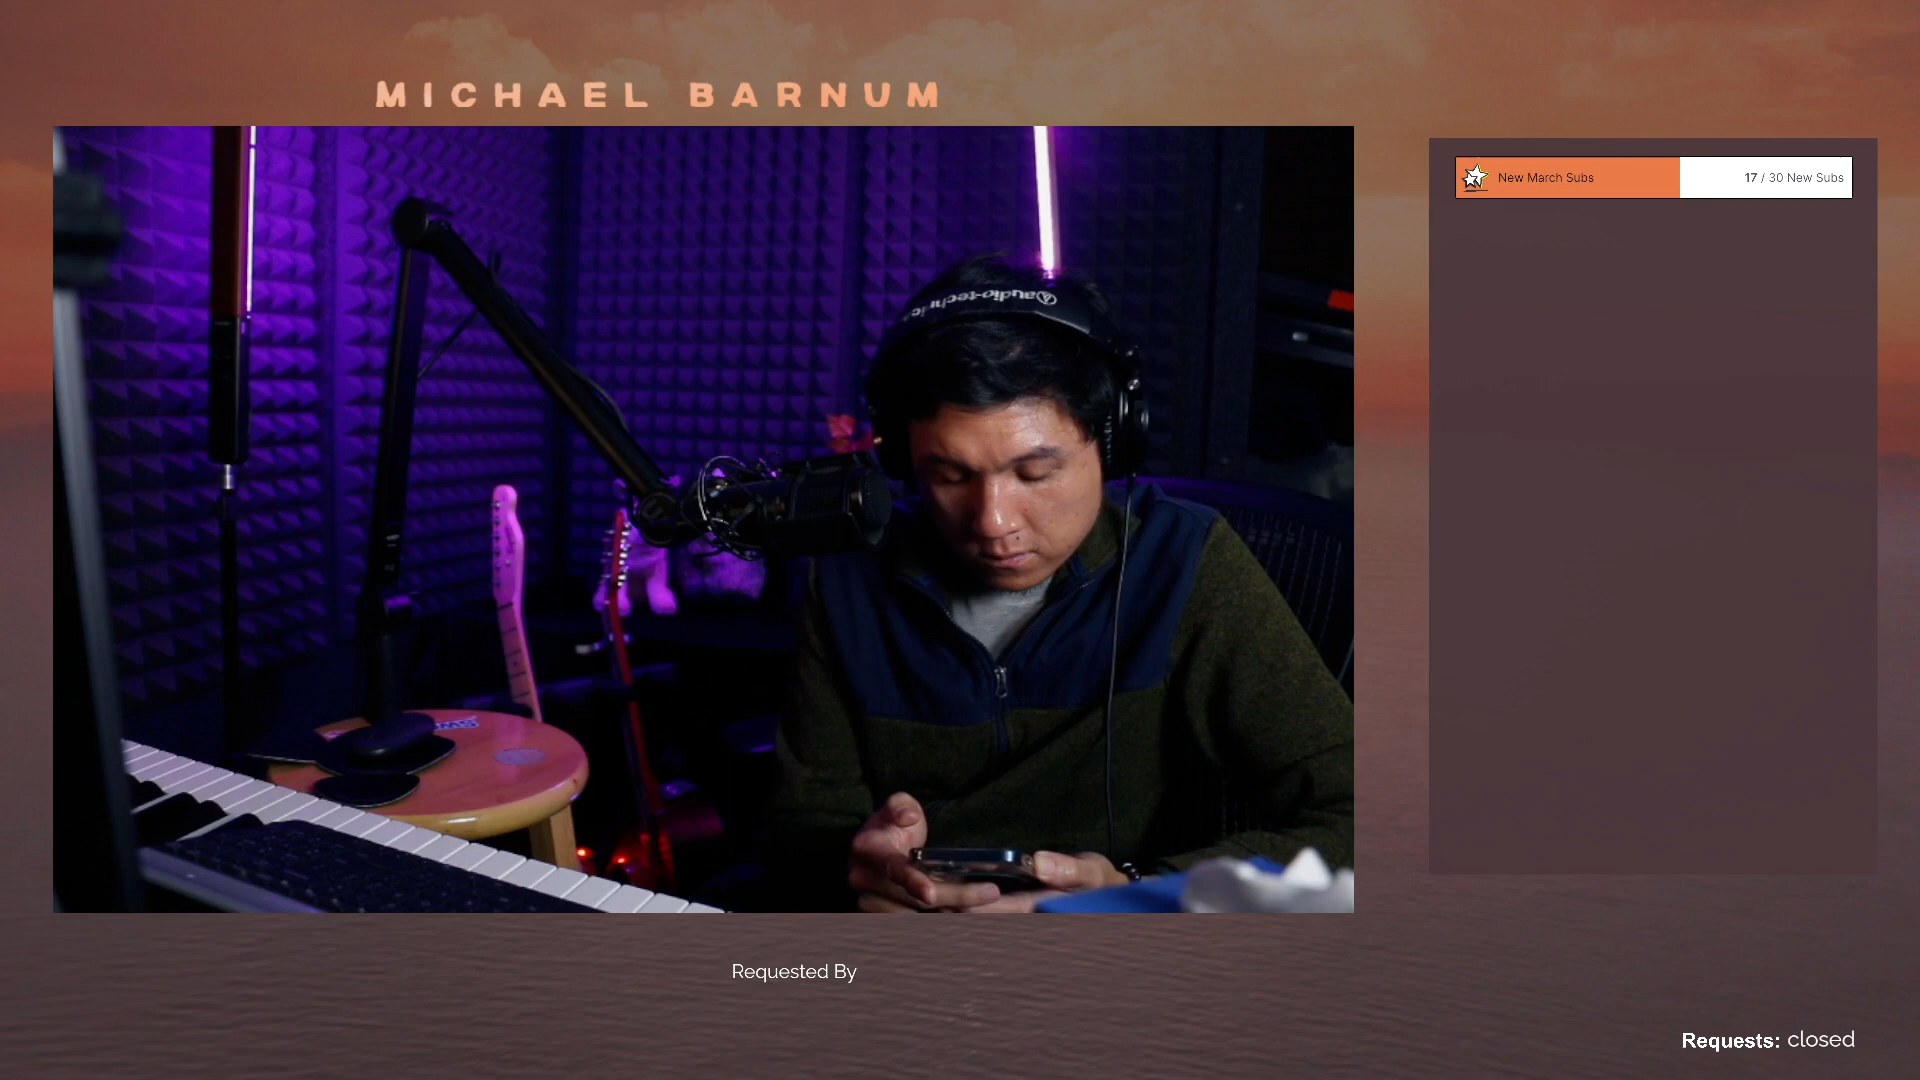 MICHAEL BARNUM
New March Subs
17 / 30 New Subs
audio-technica
Requested By
Requests: closed